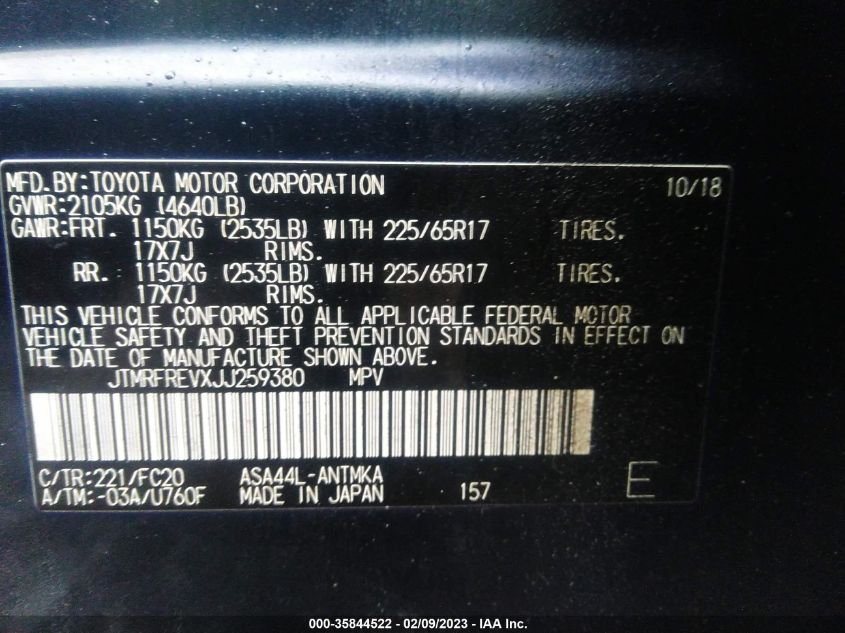 MFD.BY:TOYOTA MOTOR CORPORATION 10/18
GVWR:2105KG (4640LB)
GAWR:FRT. 1150KG (2535LB) WITH 225/65R17 TIRES.
17X7J RIMS.
RR. 1150KG (2535LB) WITH 225/65R17 TIRES.
17X7J RIMS.
THIS VEHICLE CONFORMS TO ALL APPLICABLE FEDERAL MOTOR
VEHICLE SAFETY AND THEFT PREVENTION STANDARDS IN EFFECT ON
THE DATE OF MANUFACTURE SHOWN ABOVE.
JTMRFREVXJJ259380 MPV
C/TR:221/FC20 ASA44L-ANTMKA
A/TM:-03A/U760F MADE IN JAPAN 157 E
000-35844522 - 02/09/2023 - IAA Inc.